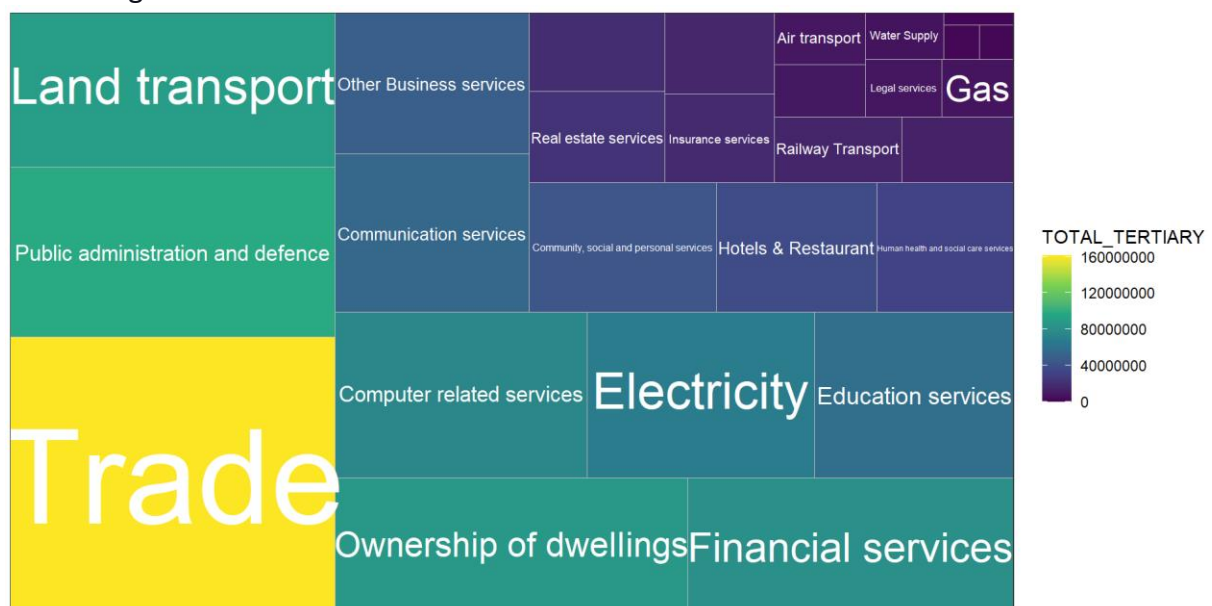 Land transport
Other Business services
Air transport
Water Supply
Legal services
Gas
Real estate services
Insurance services
Railway Transport
Public administration and defence
Communication services
Community, social and personal services
Hotels & Restaurant
Human health and social care services
Trade
Computer related services
Electricity
Education services
Ownership of dwellings
Financial services
TOTAL_TERTIARY
160000000
120000000
80000000
40000000
0